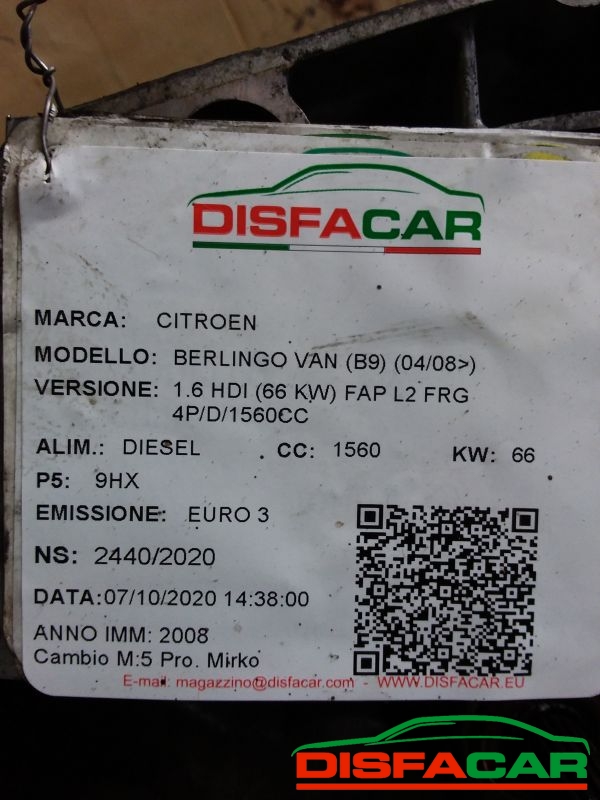 DISFACAR
MARCA: CITROEN
MODELLO: BERLINGO VAN (B9) (04/08>)
VERSIONE: 1.6 HDI (66 KW) FAP L2 FRG
4P/D/1560CC
ALIM.: DIESEL CC: 1560 KW: 66
P5: 9HX
EMISSIONE: EURO 3
NS: 2440/2020
DATA:07/10/2020 14:38:00
ANNO IMM: 2008
Cambio M:5 Pro. Mirko
E-mail: magazzino@disfacar.com - WWW.DISFACAR.EU
DISFACAR